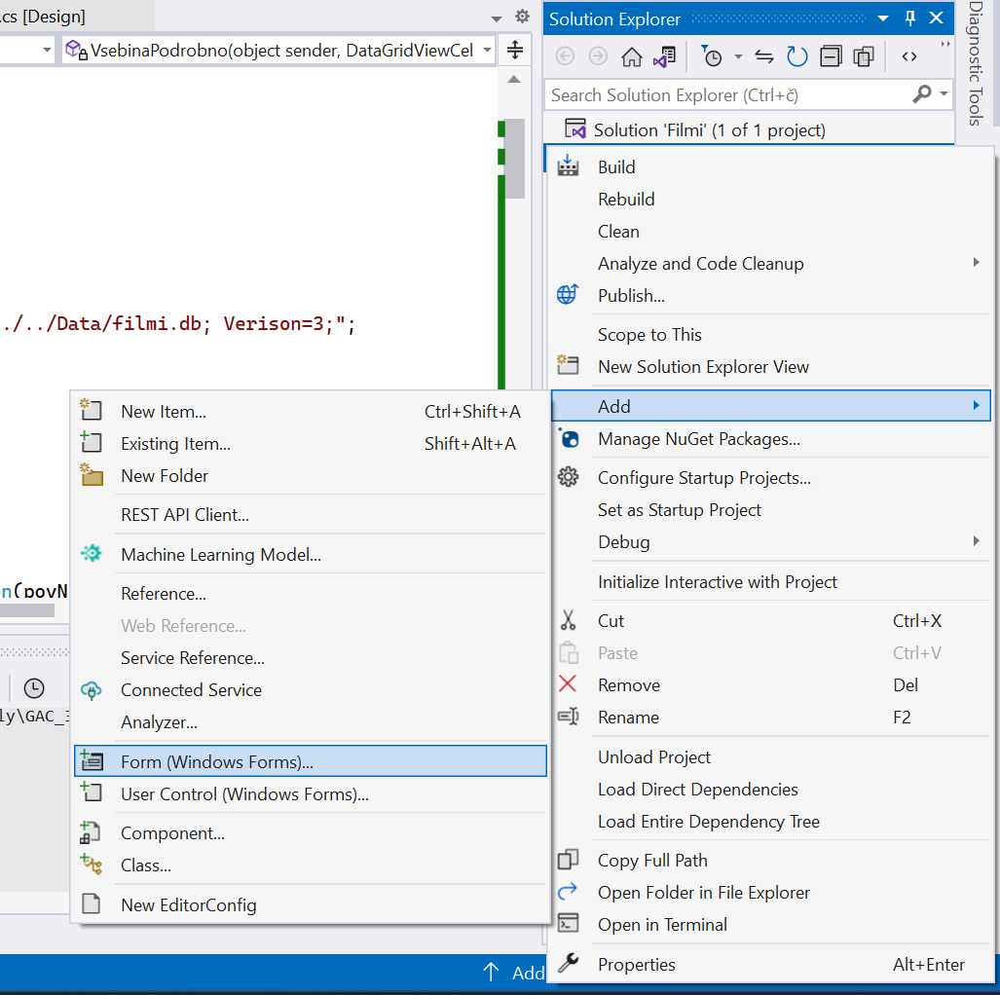 .cs [Design]
VsebinaPodrobno(object sender, DataGridViewCel
./../Data/filmi.db; Verison=3;";
n(povN
ly\GAC_3
Solution Explorer
Search Solution Explorer (Ctrl+č)
Solution 'Filmi' (1 of 1 project)
Diagnostic Tools
Build
Rebuild
Clean
Analyze and Code Cleanup
Publish...
Scope to This
New Solution Explorer View
Add
Manage NuGet Packages...
Configure Startup Projects...
Set as Startup Project
Debug
Initialize Interactive with Project
Cut Ctrl+X
Paste Ctrl+V
Remove Del
Rename F2
Unload Project
Load Direct Dependencies
Load Entire Dependency Tree
Copy Full Path
Open Folder in File Explorer
Open in Terminal
Properties Alt+Enter
New Item... Ctrl+Shift+A
Existing Item... Shift+Alt+A
New Folder
REST API Client...
Machine Learning Model...
Reference...
Web Reference...
Service Reference...
Connected Service
Analyzer...
Form (Windows Forms)...
User Control (Windows Forms)...
Component...
Class...
New EditorConfig
Add